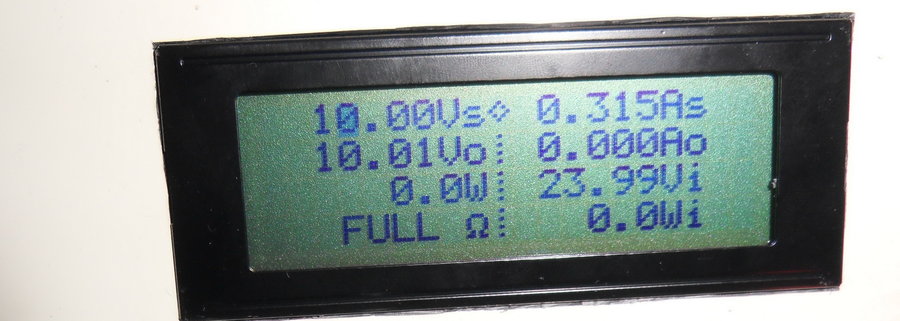 10.00Vs⋄ 0.315As
10.01Vo⁞ 0.000Ao
0.0W⁞ 23.99Vi
FULL Ω⁞ 0.0Wi